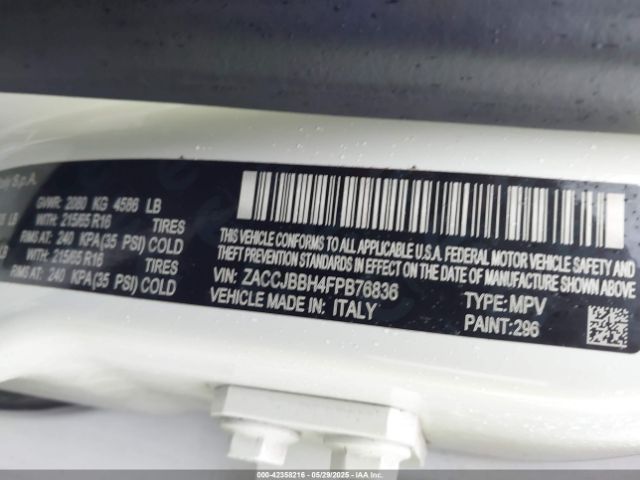 S.p.A.
GVWR: 2080 KG 4586 LB
WITH: 215/65 R16 TIRES
RIMS AT: 240 KPA (35 PSI) COLD
WITH: 215/65 R16 TIRES
RIMS AT: 240 KPA (35 PSI) COLD
LB
THIS VEHICLE CONFORMS TO ALL APPLICABLE U.S.A. FEDERAL MOTOR VEHICLE SAFETY AND
THEFT PREVENTION STANDARDS IN EFFECT ON THE DATE OF MANUFACTURE SHOWN ABOVE
VIN: ZACCJBBH4FPB76836 TYPE: MPV
VEHICLE MADE IN: ITALY PAINT: 296
000-42358216 - 05/29/2025 - IAAI.COM